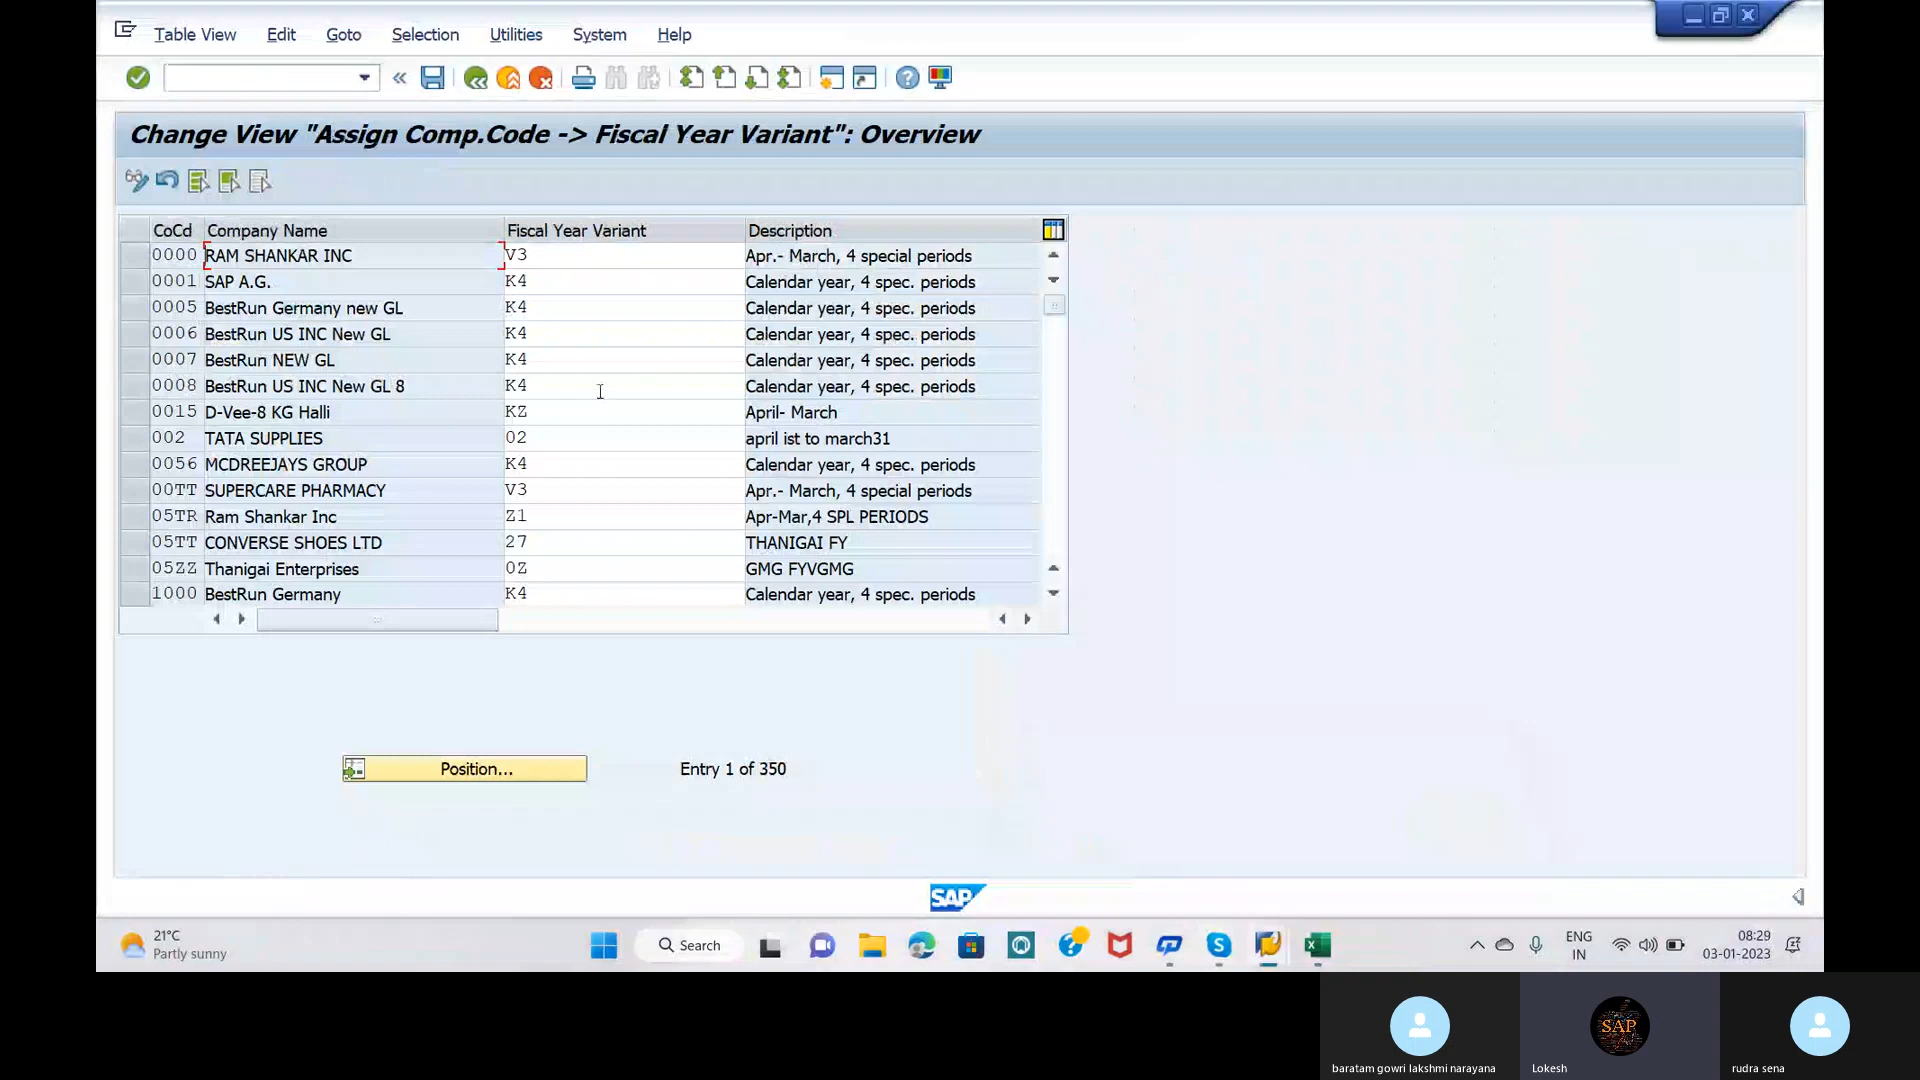 Table View Edit Goto Selection Utilities System Help
Change View "Assign Comp.Code -> Fiscal Year Variant": Overview
CoCd Company Name Fiscal Year Variant Description
0000 RAM SHANKAR INC V3 Apr.- March, 4 special periods
0001 SAP A.G. K4 Calendar year, 4 spec. periods
0005 BestRun Germany new GL K4 Calendar year, 4 spec. periods
0006 BestRun US INC New GL K4 Calendar year, 4 spec. periods
0007 BestRun NEW GL K4 Calendar year, 4 spec. periods
0008 BestRun US INC New GL 8 K4 Calendar year, 4 spec. periods
0015 D-Vee-8 KG Halli KZ April- March
002 TATA SUPPLIES 02 april ist to march31
0056 MCDREEJAYS GROUP K4 Calendar year, 4 spec. periods
00TT SUPERCARE PHARMACY V3 Apr.- March, 4 special periods
05TR Ram Shankar Inc Z1 Apr-Mar,4 SPL PERIODS
05TT CONVERSE SHOES LTD 27 THANIGAI FY
05ZZ Thanigai Enterprises 0Z GMG FYVGMG
1000 BestRun Germany K4 Calendar year, 4 spec. periods
Position... Entry 1 of 350
SAP
21°C
Partly sunny
Search
ENG
IN
08:29
03-01-2023
SAP
baratam gowri lakshmi narayana Lokesh rudra sena